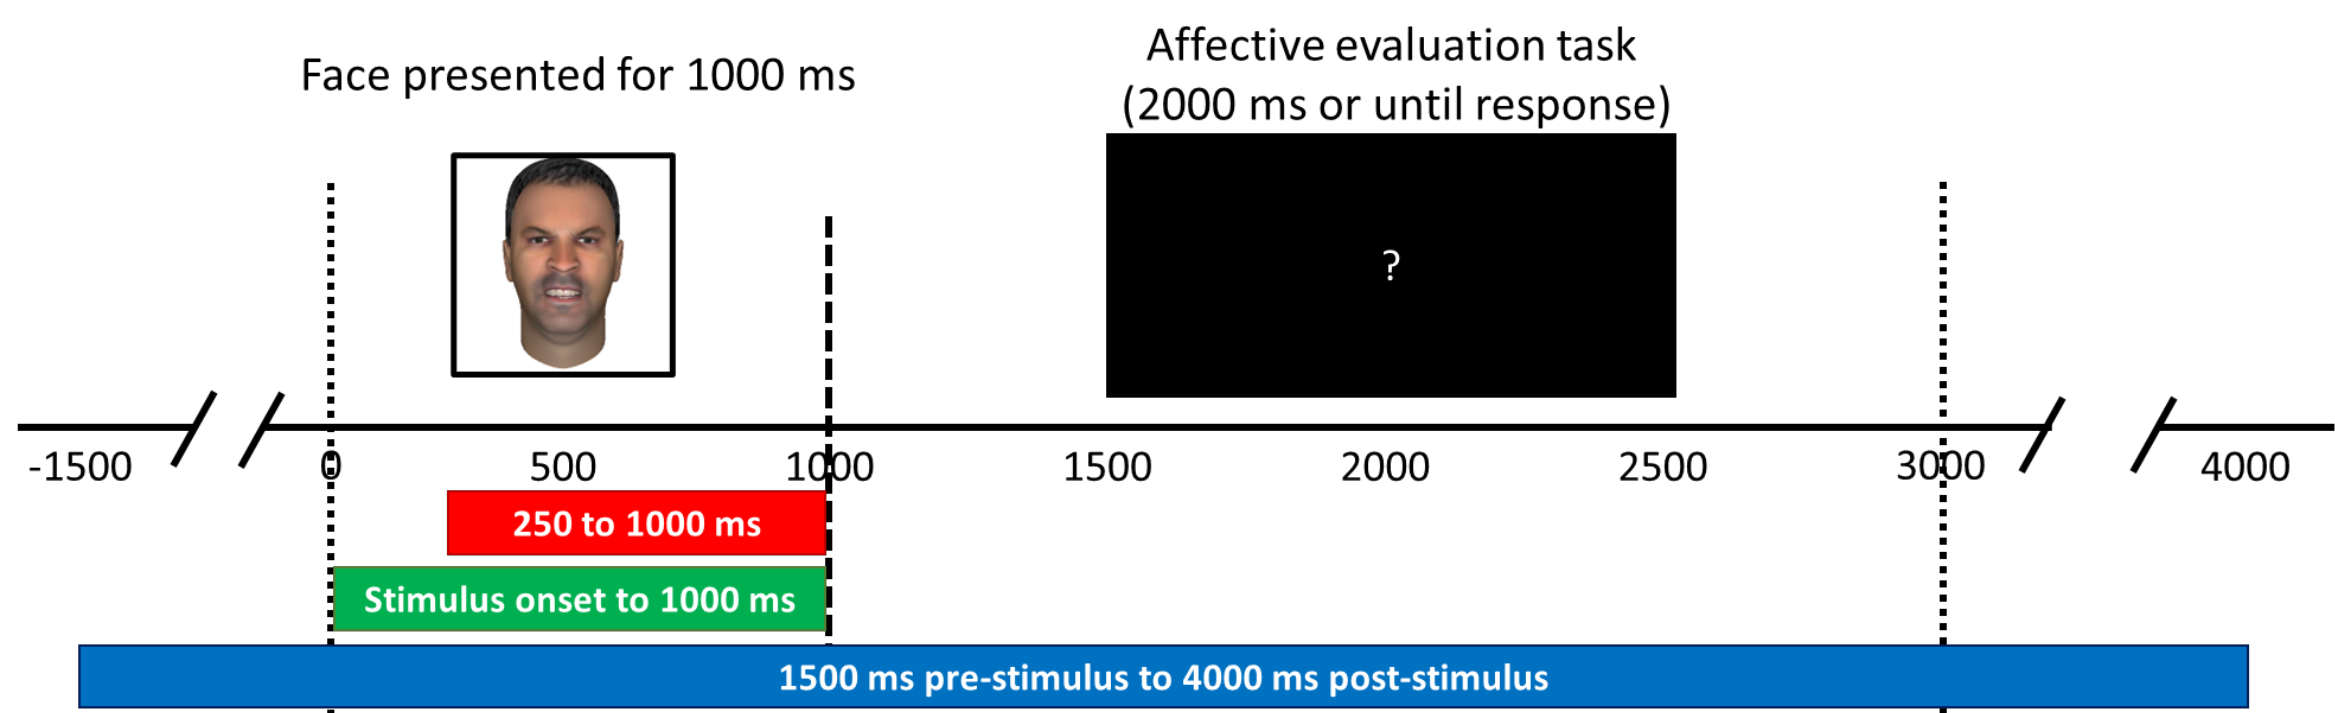 Face presented for 1000 ms
Affective evaluation task
(2000 ms or until response)
?
-1500 0 500 1000 1500 2000 2500 3000 4000
250 to 1000 ms
Stimulus onset to 1000 ms
1500 ms pre-stimulus to 4000 ms post-stimulus